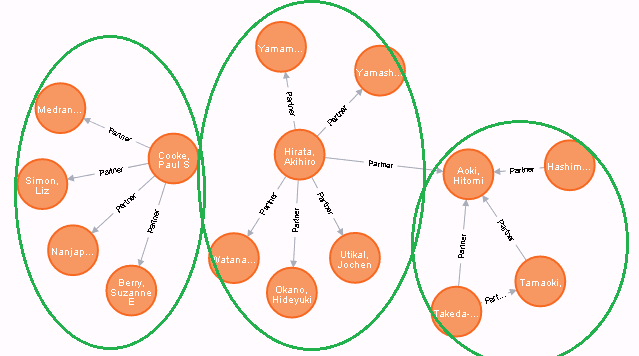 Yamam...
Yamash...
Medran...
Partner
Partner
Partner
Cooke,
Paul S
Hirata,
Akihiro
Partner
Aoki,
Hitomi
Partner
Hashim...
Simon,
Liz
Partner
Partner
Partner
Partner
Partner
Partner
Partner
Partner
Partner
Nanjap...
Watana...
Utikal,
Jochen
Berry,
Suzanne
E
Okano,
Hideyuki
Part...
Tamaoki,
Takeda-...